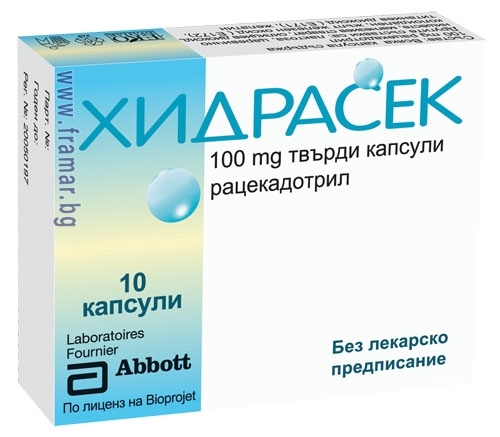 ХИДРАСЕК
100 mg твърди капсули
рацекадотрил
10
капсули
Laboratoires
Fournier
Abbott
По лиценз на Bioprojet
Без лекарско
предписание
www.framar.bg
Парт. №:
Годен до:
Рег. №: 20050197